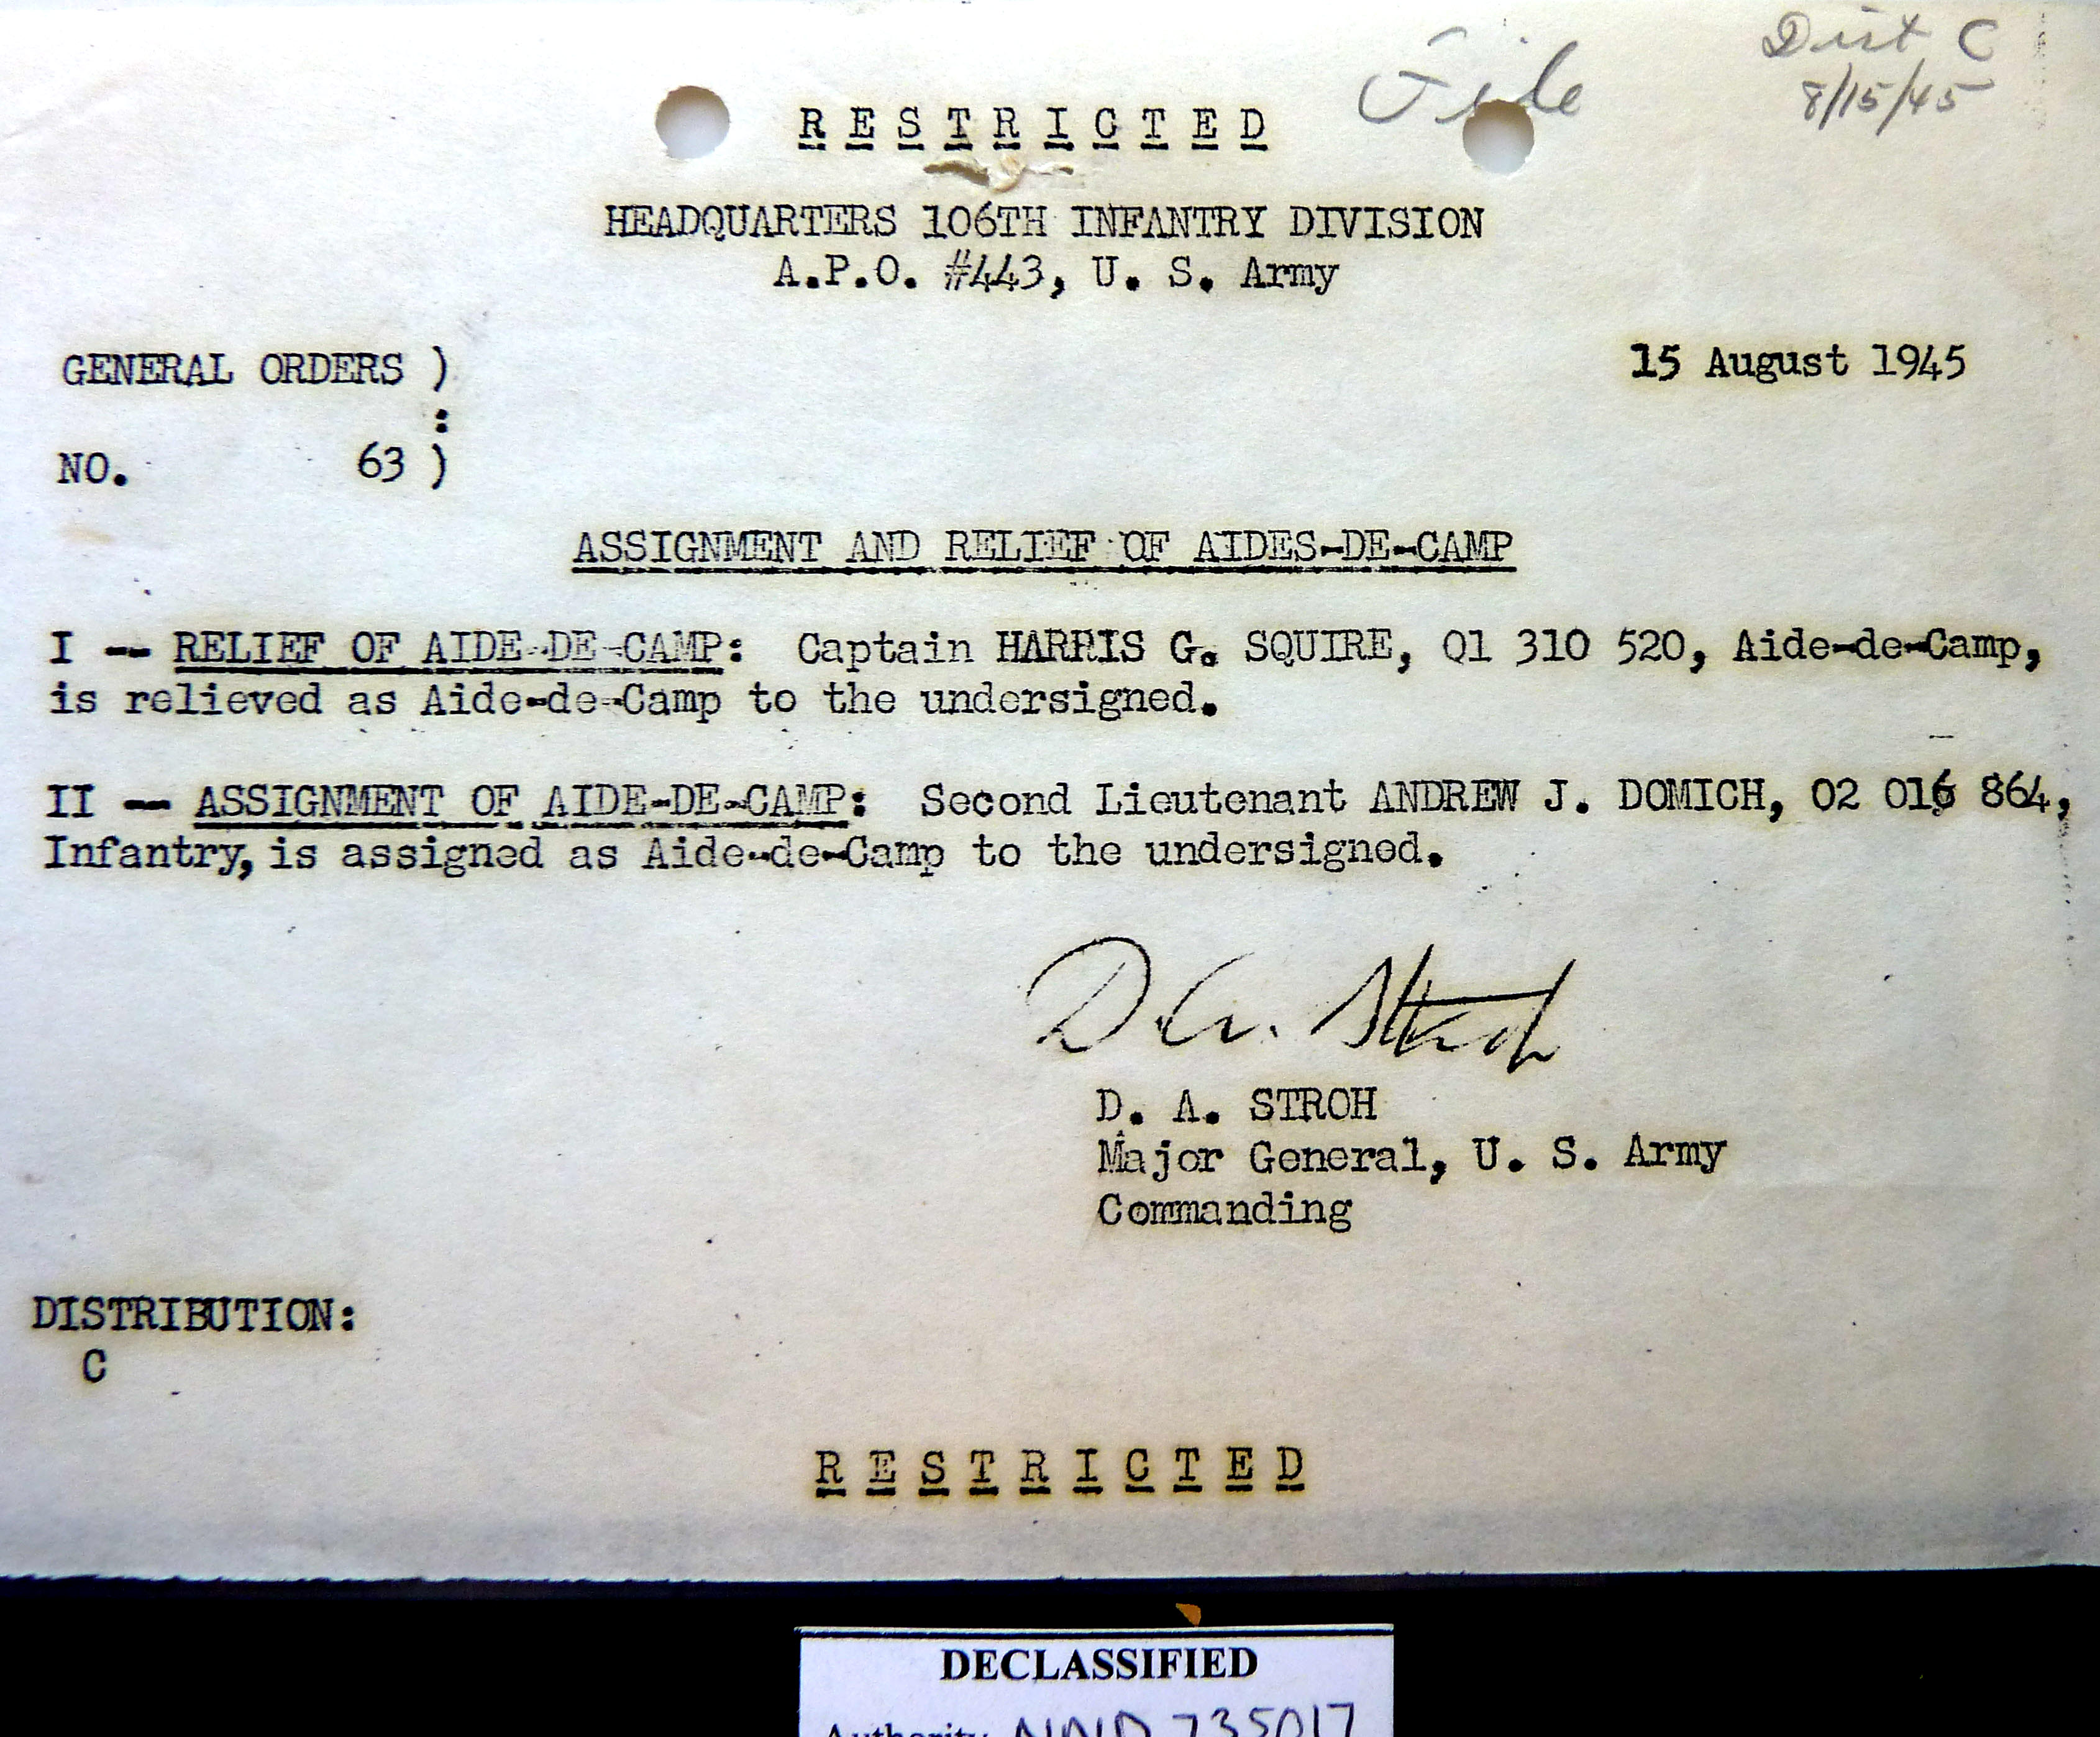 File
Dist C
8/15/45
R E S T R I C T E D
HEADQUARTERS 106TH INFANTRY DIVISION
A.P.O. #443, U. S. Army
GENERAL ORDERS )
:
NO. 63 )
15 August 1945
ASSIGNMENT AND RELIEF OF AIDES-DE-CAMP
I -- RELIEF OF AIDE-DE-CAMP: Captain HARRIS G. SQUIRE, O1 310 520, Aide-de-Camp,
is relieved as Aide-de-Camp to the undersigned.
II -- ASSIGNMENT OF AIDE-DE-CAMP: Second Lieutenant ANDREW J. DOMICH, O2 016 864,
Infantry, is assigned as Aide-de-Camp to the undersigned.
D. A. Stroh
D. A. STROH
Major General, U. S. Army
Commanding
DISTRIBUTION:
C
R E S T R I C T E D
DECLASSIFIED
Authority NND 735017